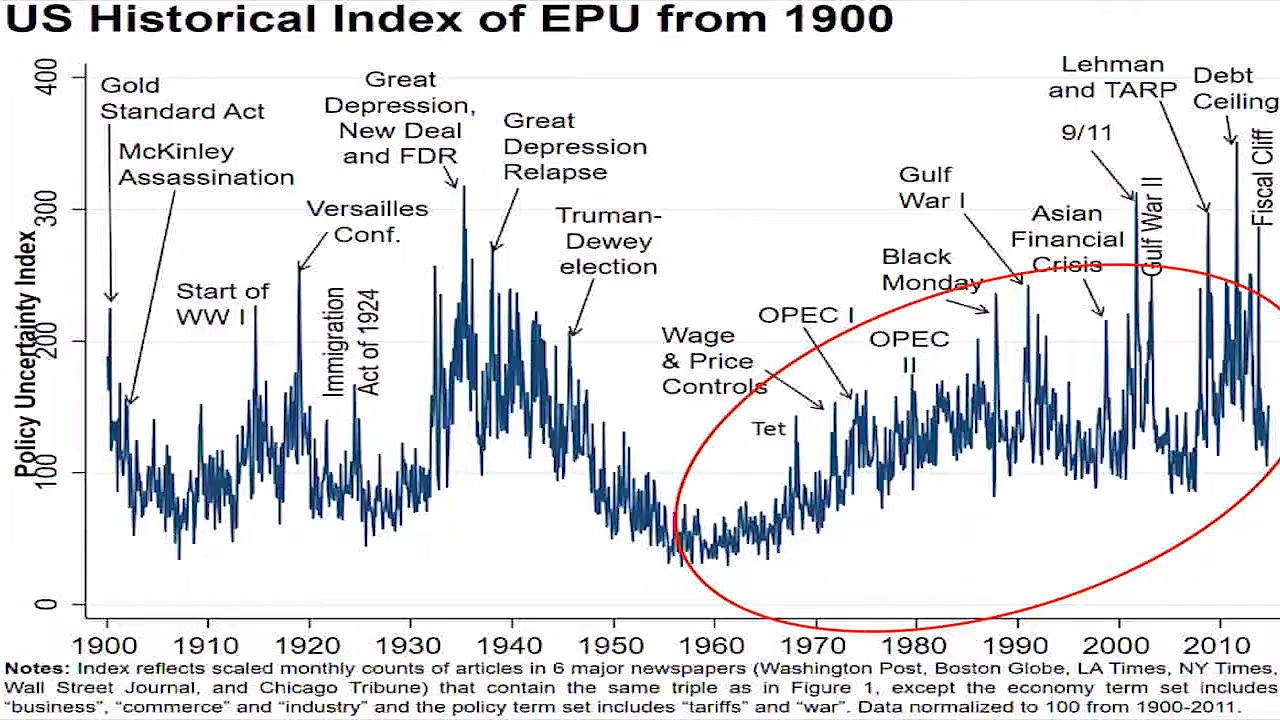 US Historical Index of EPU from 1900
Policy Uncertainty Index
400
300
200
100
0
Gold
Standard Act
McKinley
Assassination
Start of
WW I
Versailles
Conf.
Immigration
Act of 1924
Great
Depression,
New Deal
and FDR
Great
Depression
Relapse
Truman-
Dewey
election
Wage
& Price
Controls
Tet
OPEC I
OPEC
II
Black
Monday
Gulf
War I
Asian
Financial
Crisis
9/11
Gulf War II
Lehman
and TARP
Debt
Ceiling
Fiscal Cliff
1900 1910 1920 1930 1940 1950 1960 1970 1980 1990 2000 2010
Notes: Index reflects scaled monthly counts of articles in 6 major newspapers (Washington Post, Boston Globe, LA Times, NY Times,
Wall Street Journal, and Chicago Tribune) that contain the same triple as in Figure 1, except the economy term set includes
“business”, “commerce” and “industry” and the policy term set includes “tariffs” and “war”. Data normalized to 100 from 1900-2011.